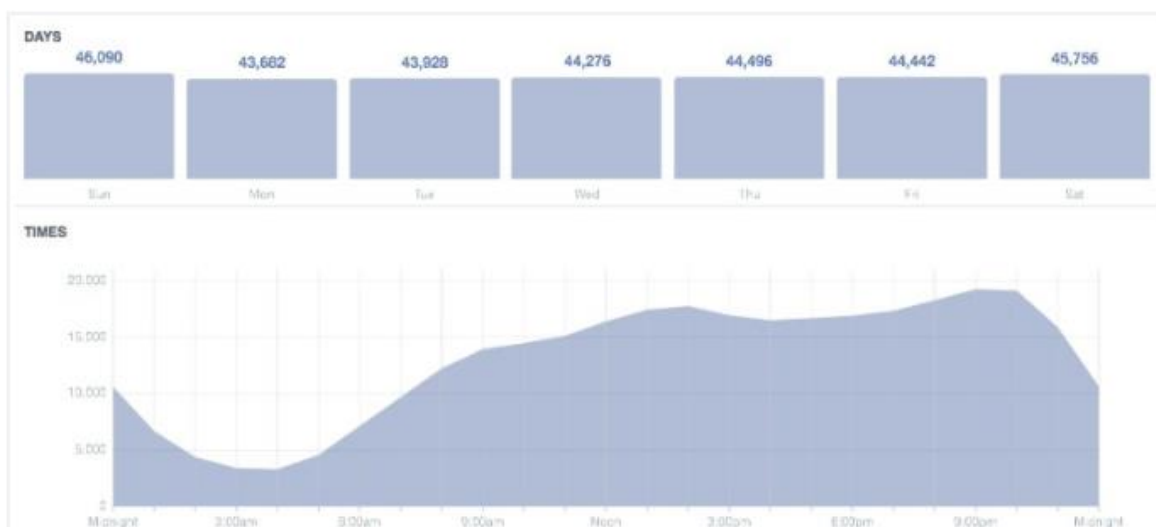 DAYS
46,090 43,682 43,928 44,276 44,496 44,442 45,756
Sun Mon Tue Wed Thu Fri Sat
TIMES
20,000
15,000
10,000
5,000
0
Midnight 3:00am 6:00am 9:00am Noon 3:00pm 6:00pm 9:00pm Midnight